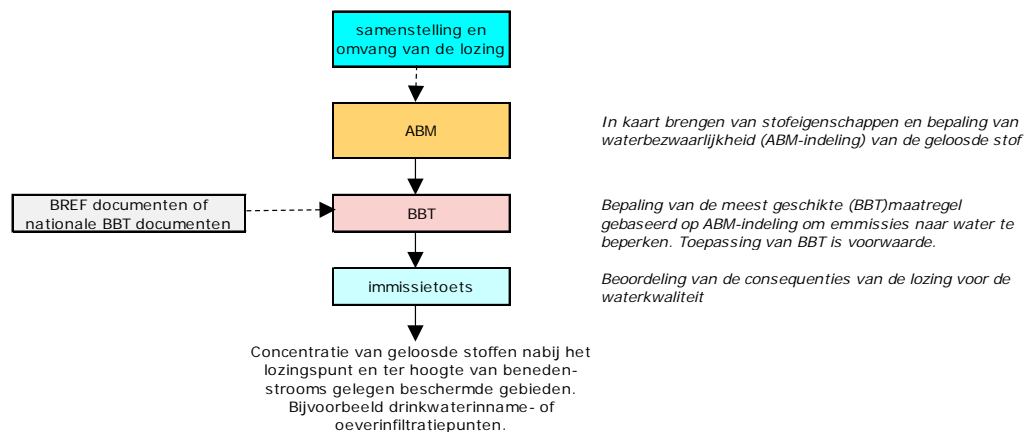 samenstelling en
omvang van de lozing
ABM
In kaart brengen van stofeigenschappen en bepaling van
waterbezwaarlijkheid (ABM-indeling) van de geloosde stof
BREF documenten of
nationale BBT documenten
BBT
Bepaling van de meest geschikte (BBT)maatregel
gebaseerd op ABM-indeling om emmissies naar water te
beperken. Toepassing van BBT is voorwaarde.
immissietoets
Beoordeling van de consequenties van de lozing voor de
waterkwaliteit
Concentratie van geloosde stoffen nabij het
lozingspunt en ter hoogte van beneden-
strooms gelegen beschermde gebieden.
Bijvoorbeeld drinkwaterinname- of
oeverinfiltratiepunten.